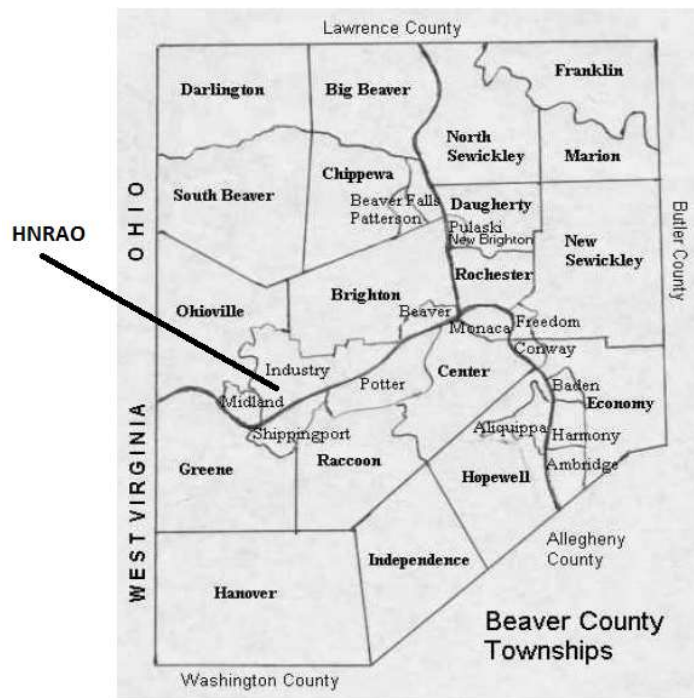 Lawrence County
Darlington
Big Beaver
Franklin
North
Sewickley
Marion
Chippewa
South Beaver
Beaver Falls
Patterson
Daugherty
Pulaski
New Brighton
New
Sewickley
Rochester
OHIO
Butler County
HNRAO
Ohioville
Brighton
Beaver
Monaca
Freedom
Conway
Industry
Potter
Center
Midland
Baden
Economy
Shippingport
Aliquippa
Harmony
Ambridge
Greene
Raccoon
Hopewell
WEST VIRGINIA
Independence
Allegheny
County
Hanover
Beaver County
Townships
Washington County